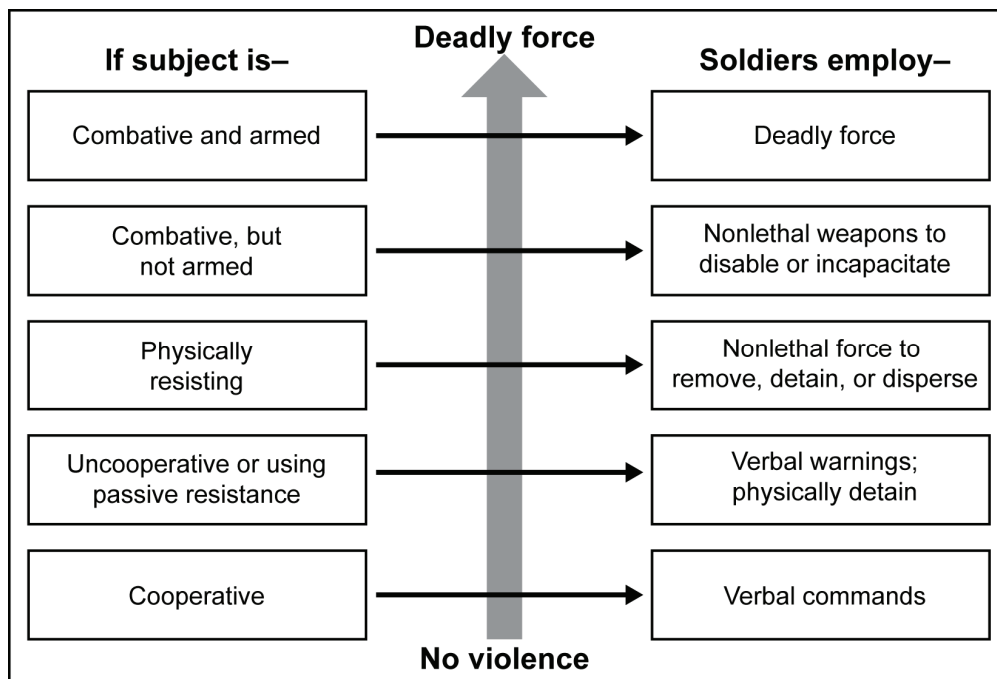 Deadly force
If subject is–
Soldiers employ–
Combative and armed
Deadly force
Combative, but
not armed
Nonlethal weapons to
disable or incapacitate
Physically
resisting
Nonlethal force to
remove, detain, or disperse
Uncooperative or using
passive resistance
Verbal warnings;
physically detain
Cooperative
Verbal commands
No violence